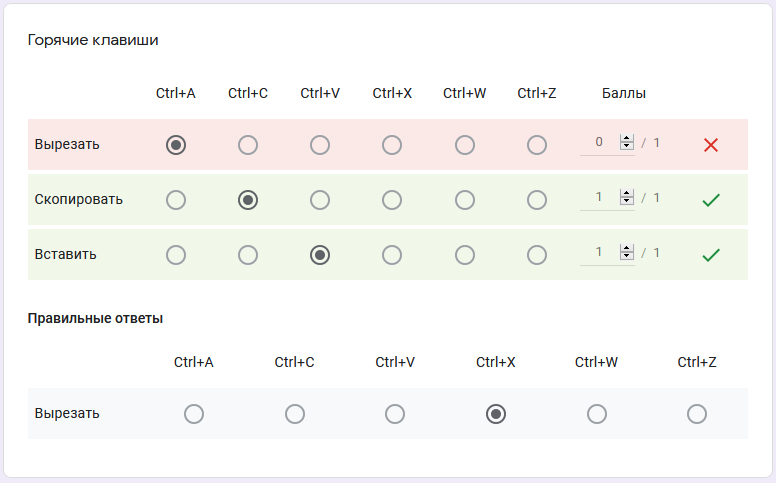 Горячие клавиши
Ctrl+A Ctrl+C Ctrl+V Ctrl+X Ctrl+W Ctrl+Z Баллы
Вырезать 0 / 1
Скопировать 1 / 1
Вставить 1 / 1
Правильные ответы
Ctrl+A Ctrl+C Ctrl+V Ctrl+X Ctrl+W Ctrl+Z
Вырезать